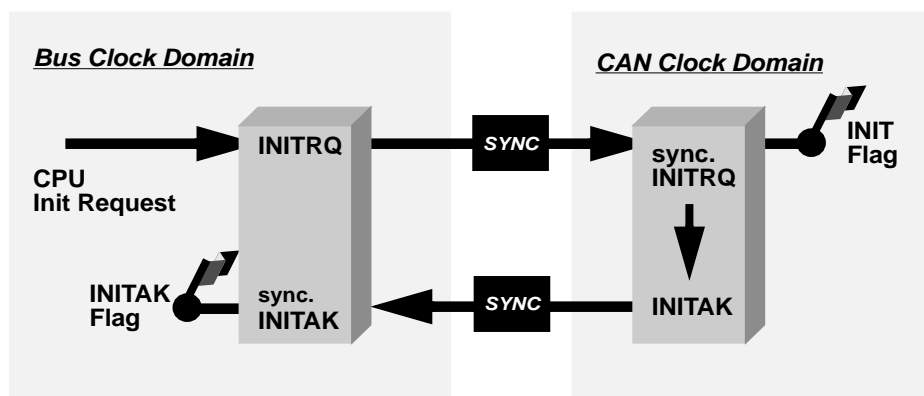 Bus Clock Domain
CAN Clock Domain
CPU
Init Request
INITRQ
SYNC
sync.
INITRQ
INIT
Flag
INITAK
Flag
sync.
INITAK
SYNC
INITAK